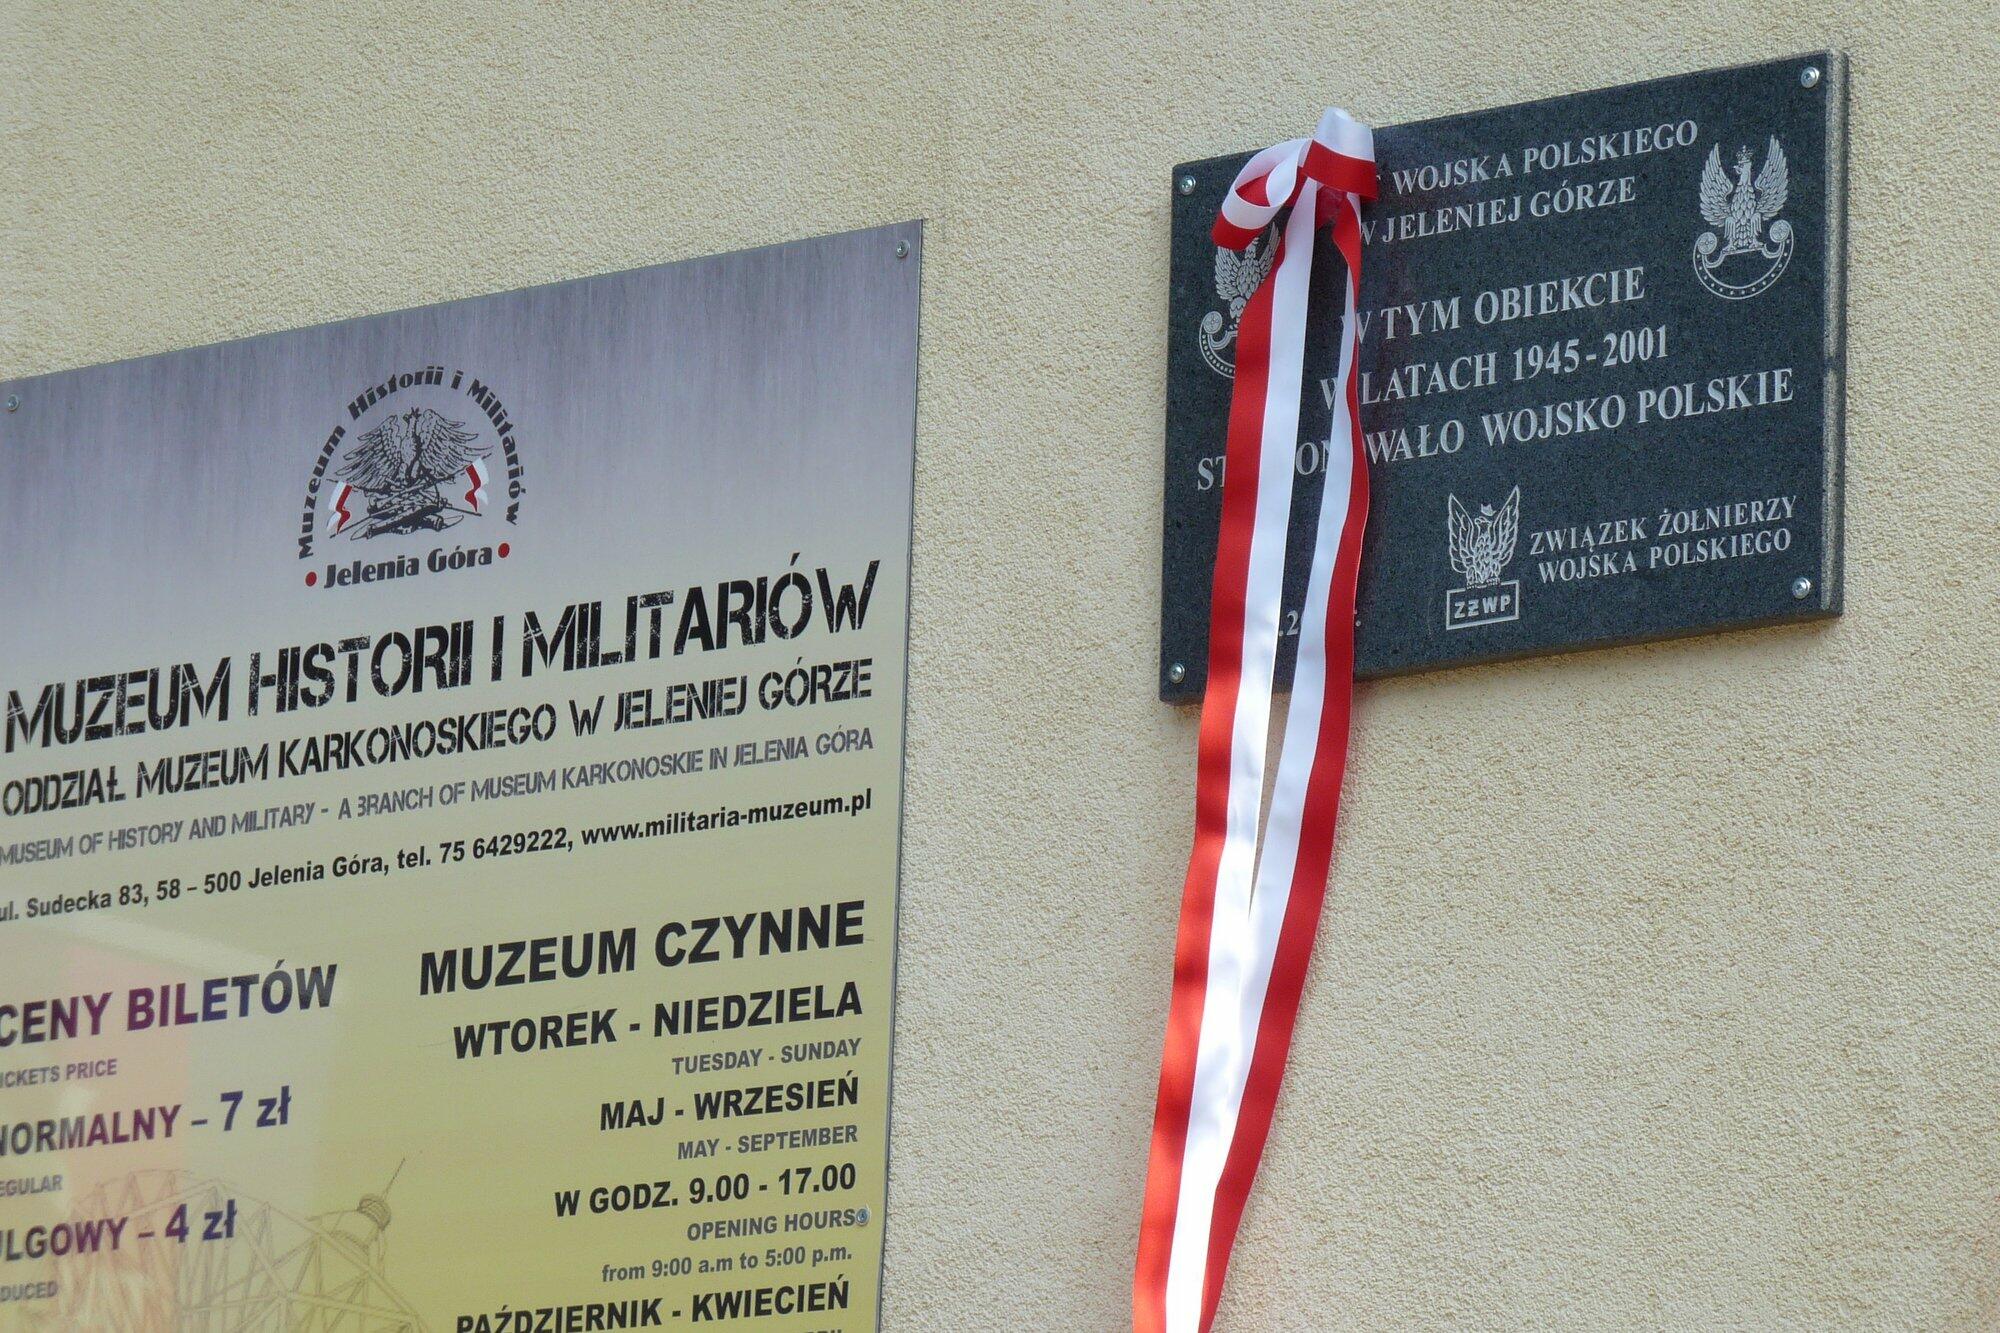 Muzeum Historii i Militariów
Jelenia Góra
MUZEUM HISTORII I MILITARIÓW
ODDZIAŁ MUZEUM KARKONOSKIEGO W JELENIEJ GÓRZE
MUSEUM OF HISTORY AND MILITARY - A BRANCH OF MUSEUM KARKONOSKIE IN JELENIA GÓRA
ul. Sudecka 83, 58 – 500 Jelenia Góra, tel. 75 6429222, www.militaria-muzeum.pl
CENY BILETÓW
TICKETS PRICE
NORMALNY – 7 zł
REGULAR
ULGOWY – 4 zł
MUZEUM CZYNNE
WTOREK - NIEDZIELA
TUESDAY - SUNDAY
MAJ - WRZESIEŃ
MAY - SEPTEMBER
W GODZ. 9.00 - 17.00
OPENING HOURS
from 9:00 a.m to 5:00 p.m.
PAŹDZIERNIK - KWIECIEŃ
WOJSKA POLSKIEGO
W JELENIEJ GÓRZE
W TYM OBIEKCIE
W LATACH 1945-2001
WOJSKO POLSKIE
ZWIĄZEK ŻOŁNIERZY
WOJSKA POLSKIEGO
ZŻWP